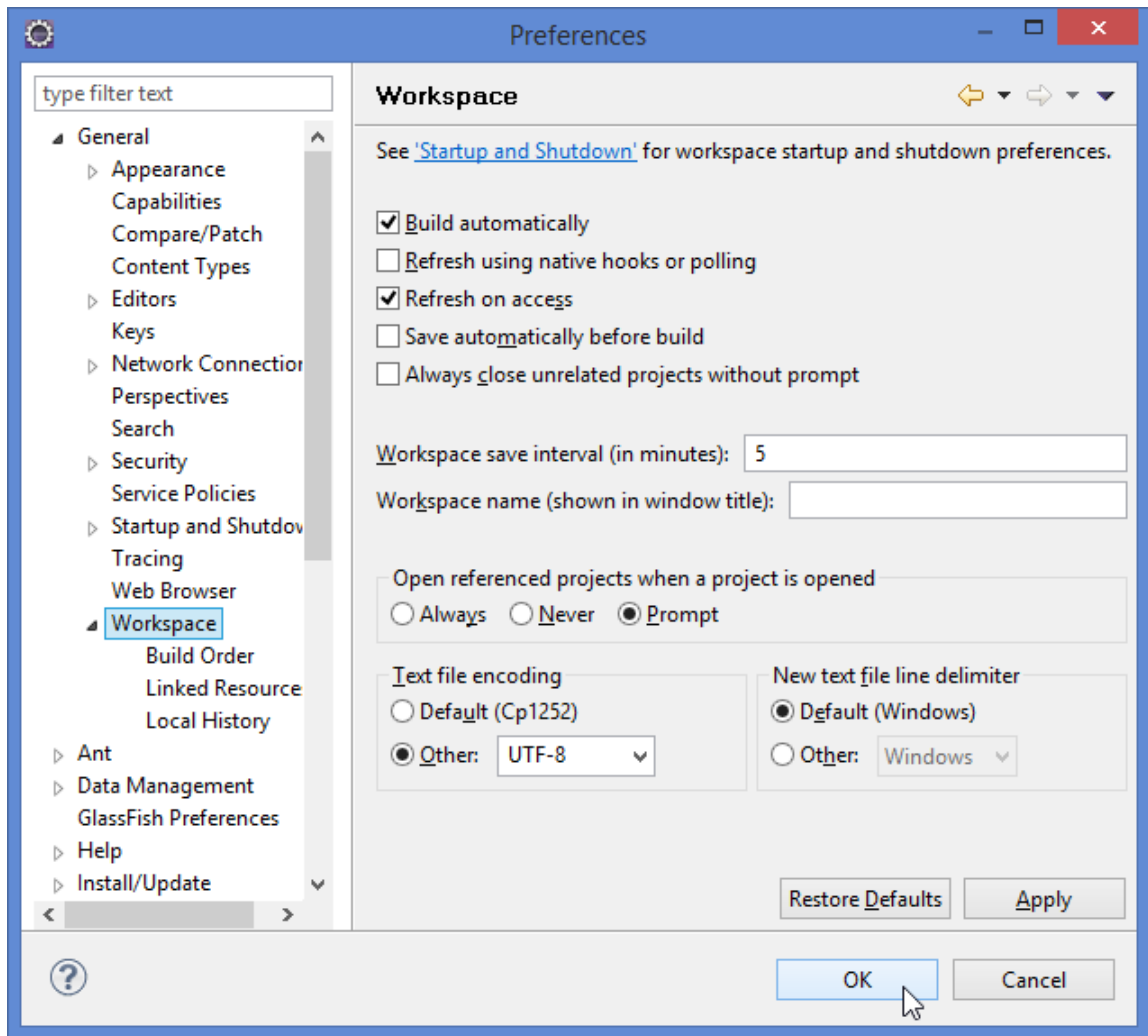 Preferences
type filter text
General
Appearance
Capabilities
Compare/Patch
Content Types
Editors
Keys
Network Connection
Perspectives
Search
Security
Service Policies
Startup and Shutdow
Tracing
Web Browser
Workspace
Build Order
Linked Resource
Local History
Ant
Data Management
GlassFish Preferences
Help
Install/Update
Workspace
See 'Startup and Shutdown' for workspace startup and shutdown preferences.
Build automatically
Refresh using native hooks or polling
Refresh on access
Save automatically before build
Always close unrelated projects without prompt
Workspace save interval (in minutes): 5
Workspace name (shown in window title):
Open referenced projects when a project is opened
Always Never Prompt
Text file encoding
Default (Cp1252)
Other: UTF-8
New text file line delimiter
Default (Windows)
Other: Windows
Restore Defaults Apply
? OK Cancel